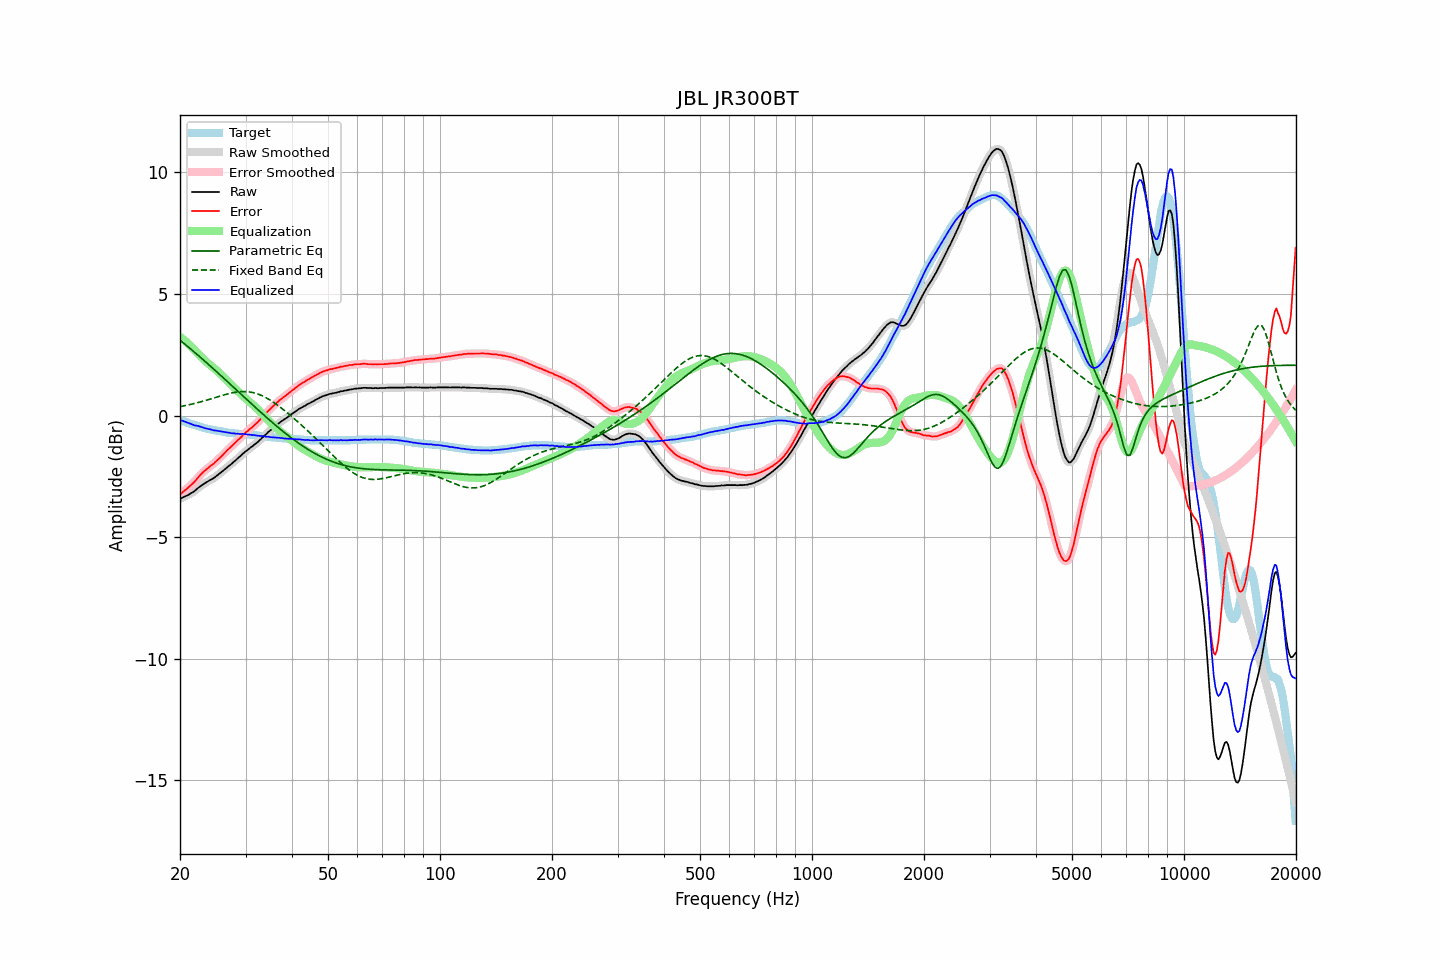 JBL JR300BT
Target
Raw Smoothed
Error Smoothed
Raw
Error
Equalization
Parametric Eq
Fixed Band Eq
Equalized
Amplitude (dBr)
10
5
0
−5
−10
−15
20 50 100 200 500 1000 2000 5000 10000 20000
Frequency (Hz)